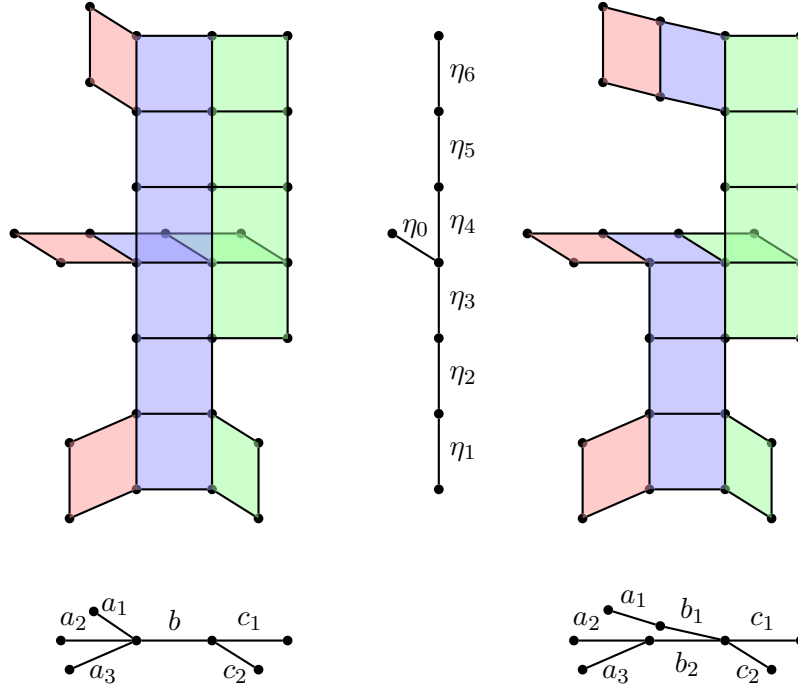 η₆
η₅
η₀ η₄
η₃
η₂
η₁
a₂ a₁ b c₁
a₃ c₂
a₁ b₁
a₂ c₁
a₃ b₂ c₂